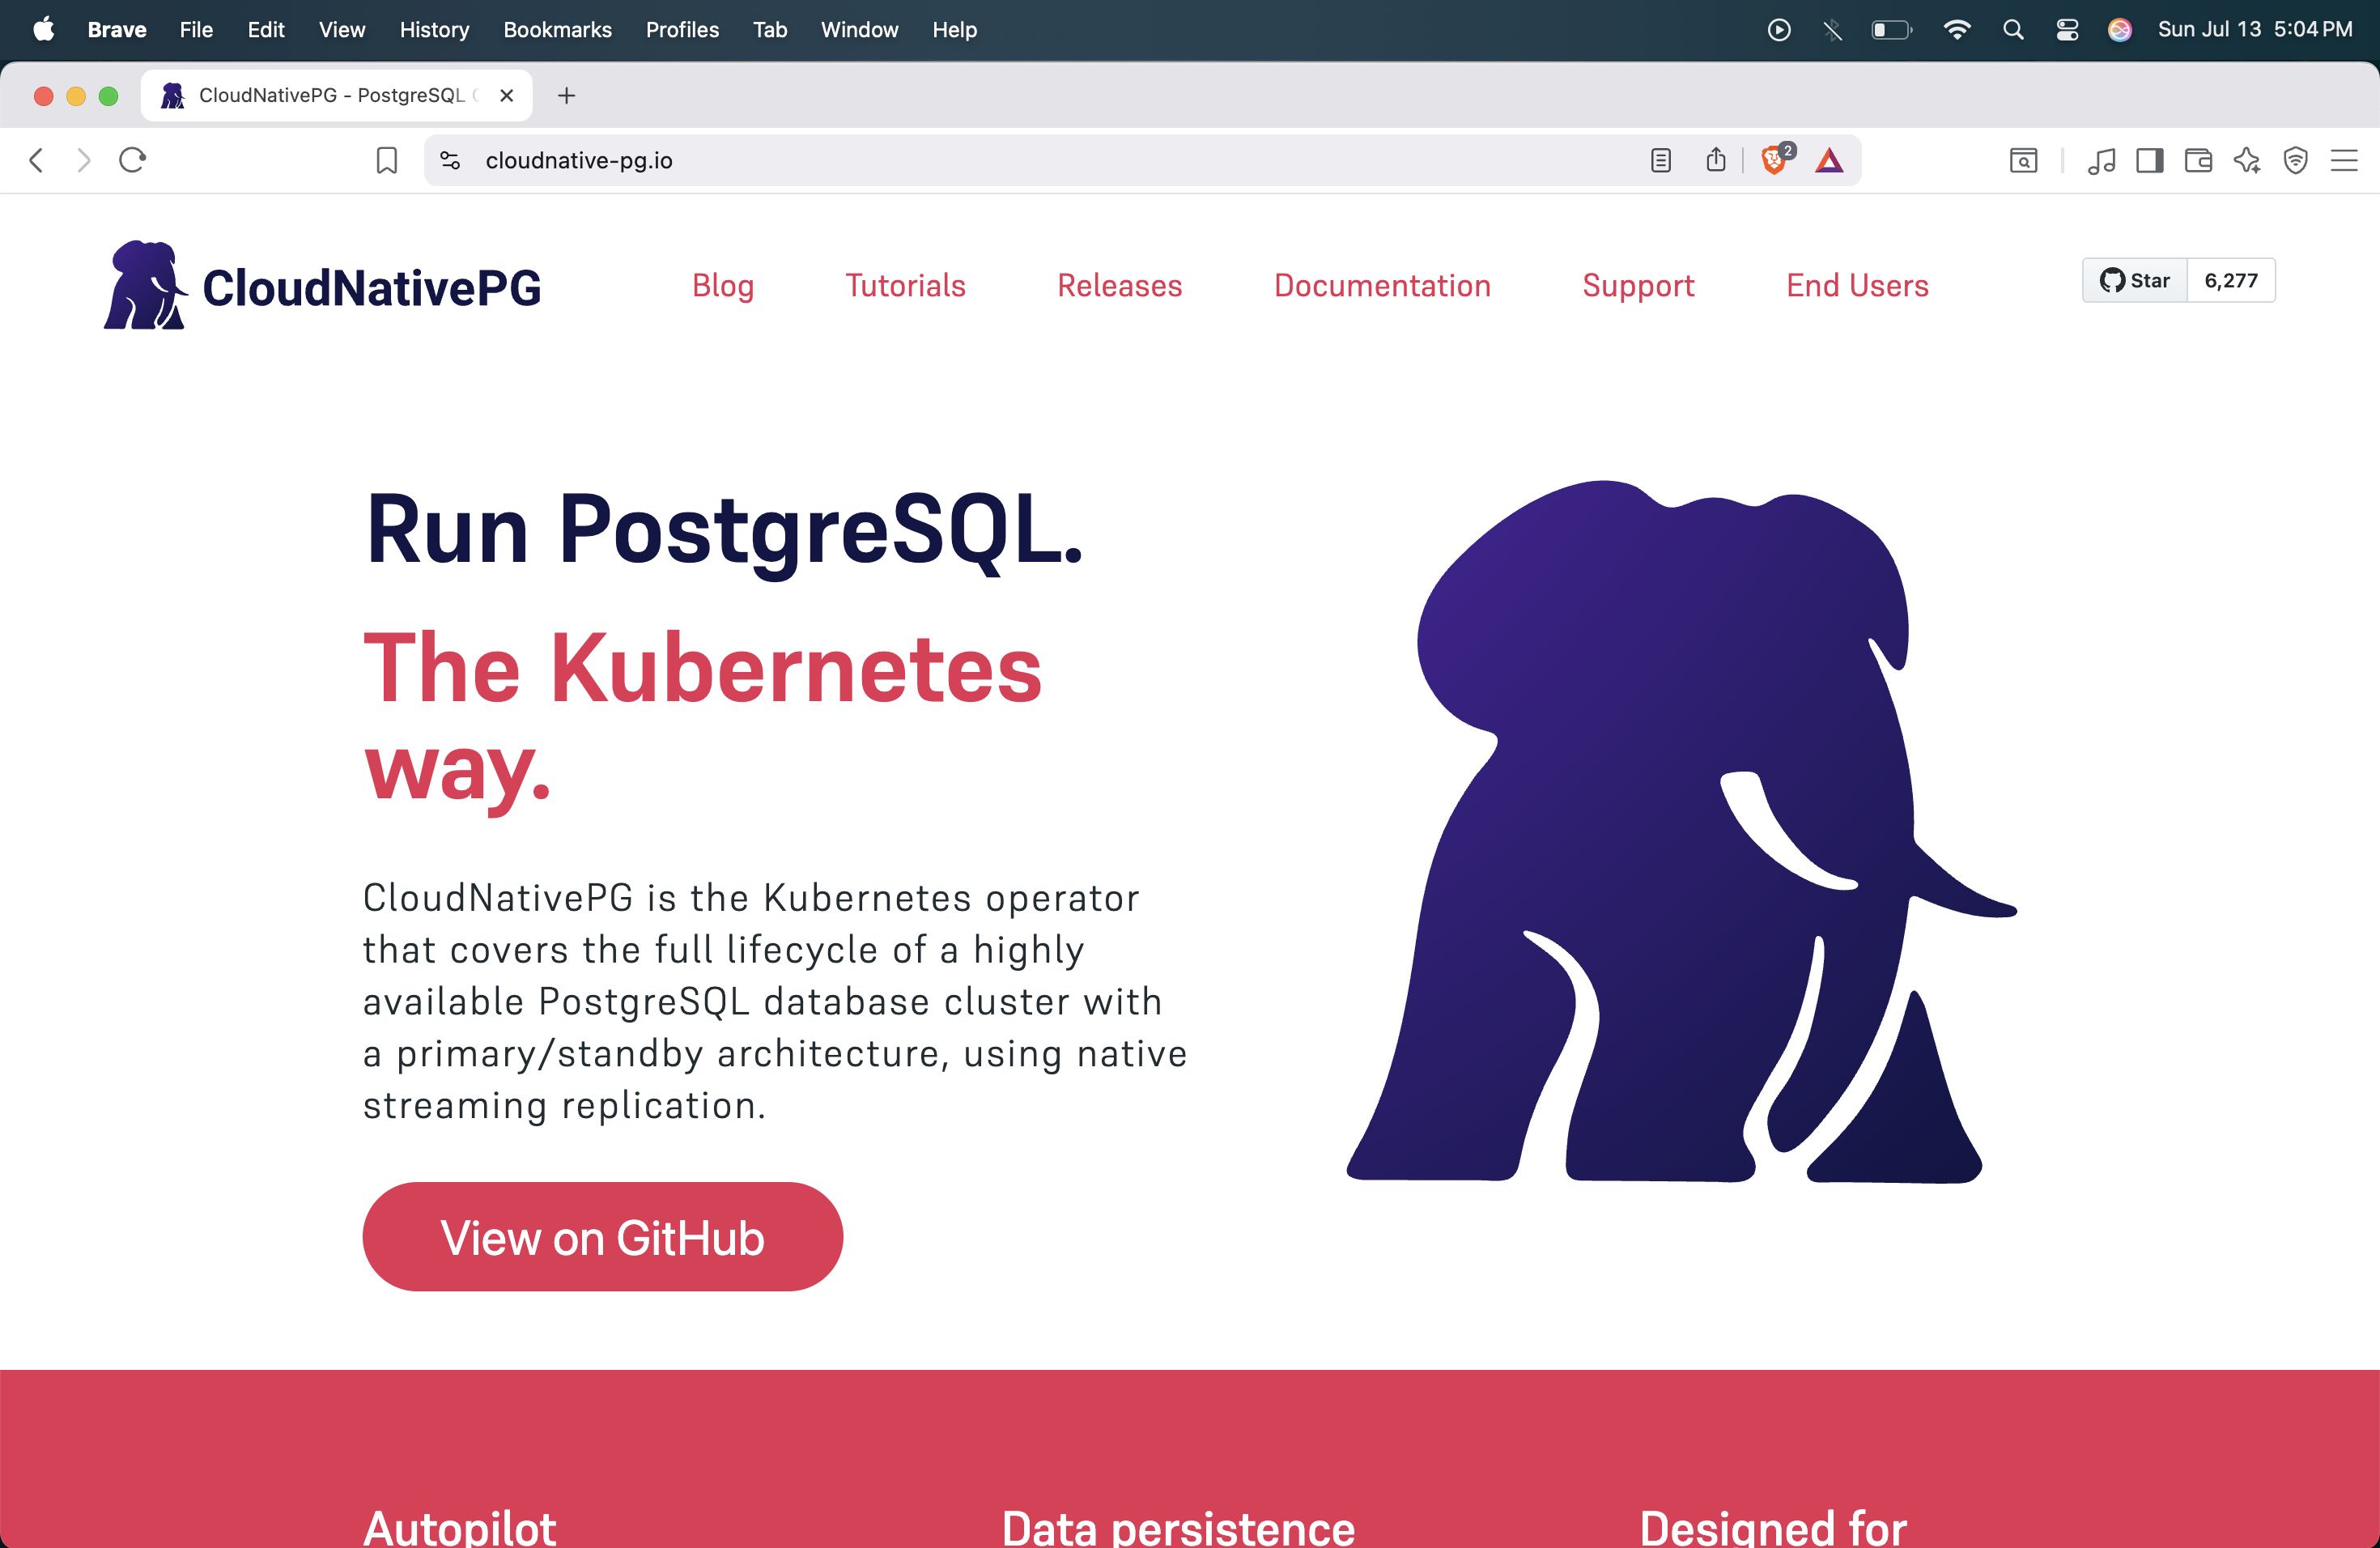 Brave File Edit View History Bookmarks Profiles Tab Window Help Sun Jul 13 5:04 PM
CloudNativePG - PostgreSQL
cloudnative-pg.io 2
CloudNativePG Blog Tutorials Releases Documentation Support End Users Star 6,277
Run PostgreSQL.
The Kubernetes
way.
CloudNativePG is the Kubernetes operator
that covers the full lifecycle of a highly
available PostgreSQL database cluster with
a primary/standby architecture, using native
streaming replication.
View on GitHub
Autopilot Data persistence Designed for